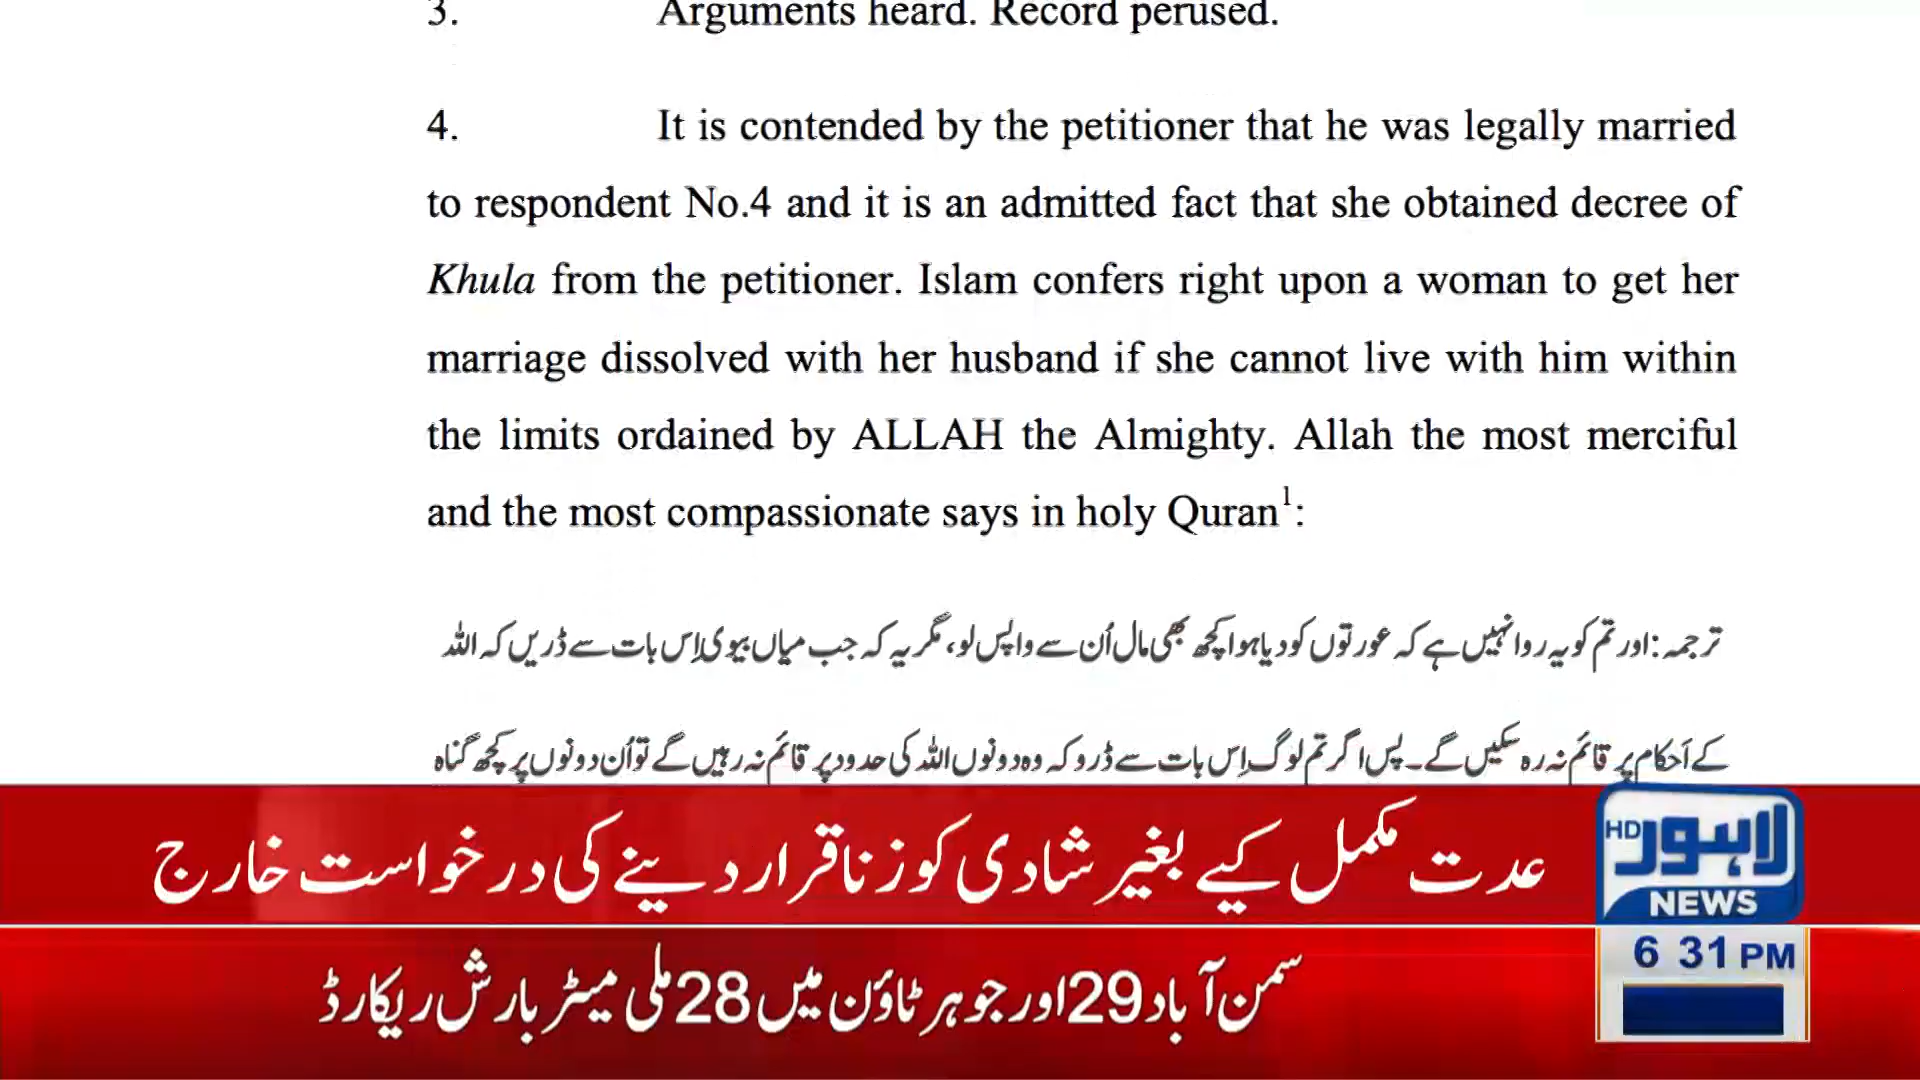 3. Arguments heard. Record perused.
4. It is contended by the petitioner that he was legally married
to respondent No.4 and it is an admitted fact that she obtained decree of
Khula from the petitioner. Islam confers right upon a woman to get her
marriage dissolved with her husband if she cannot live with him within
the limits ordained by ALLAH the Almighty. Allah the most merciful
and the most compassionate says in holy Quran1:
ترجمہ: اور تم کو یہ روا نہیں ہے کہ عورتوں کو دیا ہوا کچھ بھی مال اُن سے واپس لو، مگر یہ کہ جب میاں بیوی اِس بات سے ڈریں کہ اللہ
کے اَحکام پر قائم نہ رہ سکیں گے۔ پس اگر تم لوگ اِس بات سے ڈرو کہ وہ دونوں اللہ کی حدود پر قائم نہ رہیں گے تو اُن دونوں پر کچھ گناہ
عدت مکمل کیے بغیر شادی کو زنا قرار دینے کی درخواست خارج
لاہور HD
NEWS
6 31 PM
سمن آباد 29 اور جوہر ٹاؤن میں 28 ملی میٹر بارش ریکارڈ